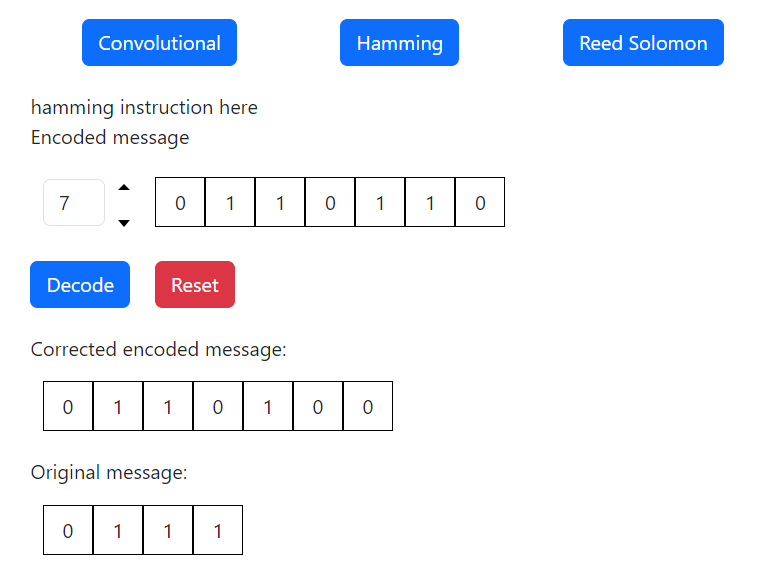 Convolutional Hamming Reed Solomon
hamming instruction here
Encoded message
7 0 1 1 0 1 1 0
Decode Reset
Corrected encoded message:
0 1 1 0 1 0 0
Original message:
0 1 1 1